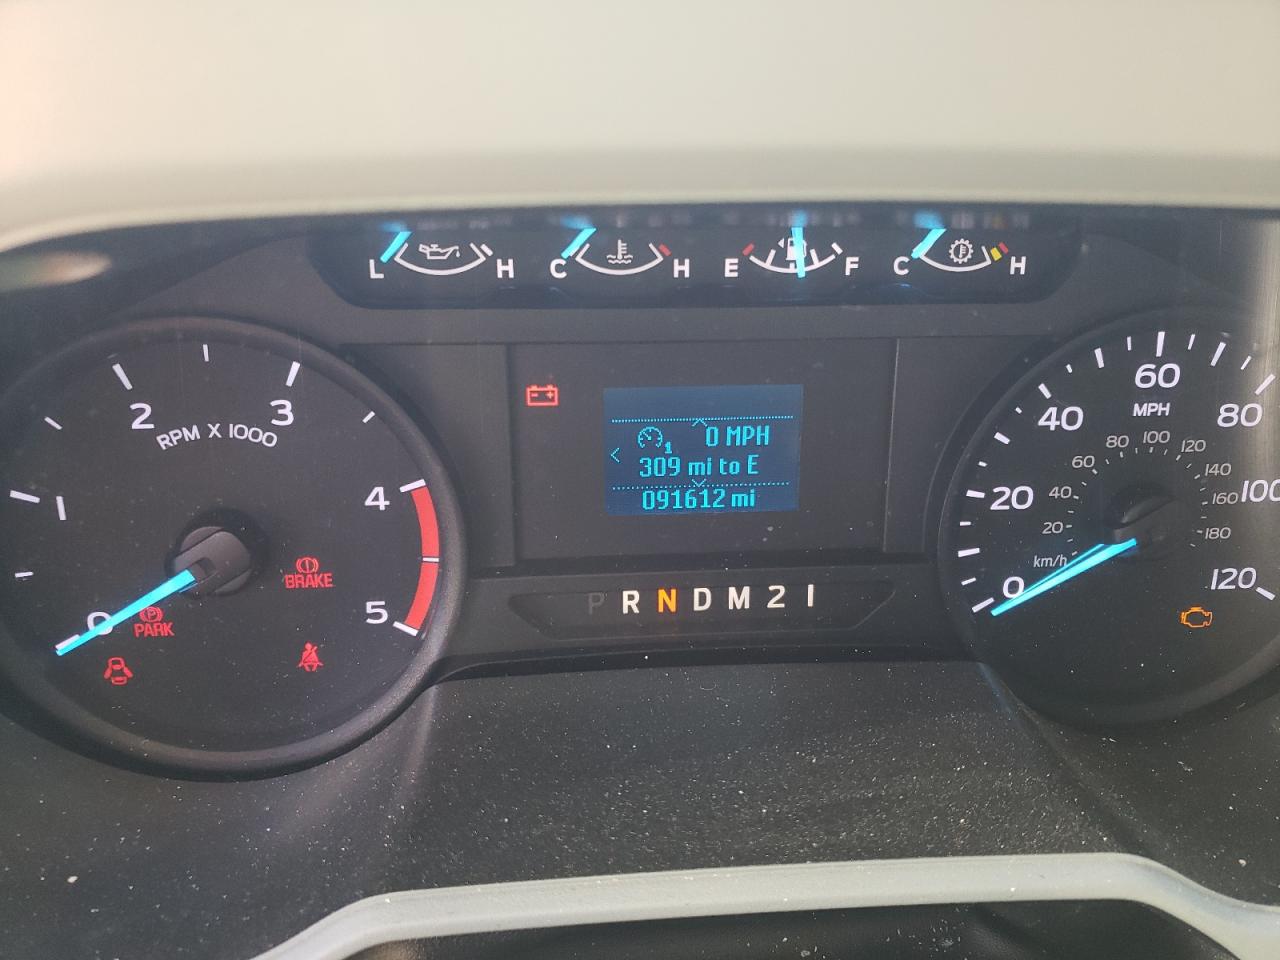 L H C H E F C H
2 3
RPM X 1000
1 4
0 5
BRAKE
PARK
1 0 MPH
309 mi to E
091612 mi
P R N D M 2 1
0 20 40 60 80 100 120
MPH
20 40 60 80 100 120 140 160 180
km/h